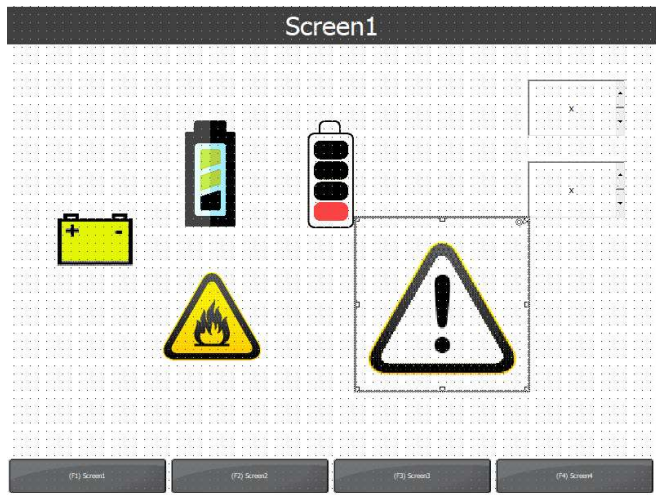 Screen1
x
x
+ -
!
(F1) Screen1
(F2) Screen2
(F3) Screen3
(F4) Screen4